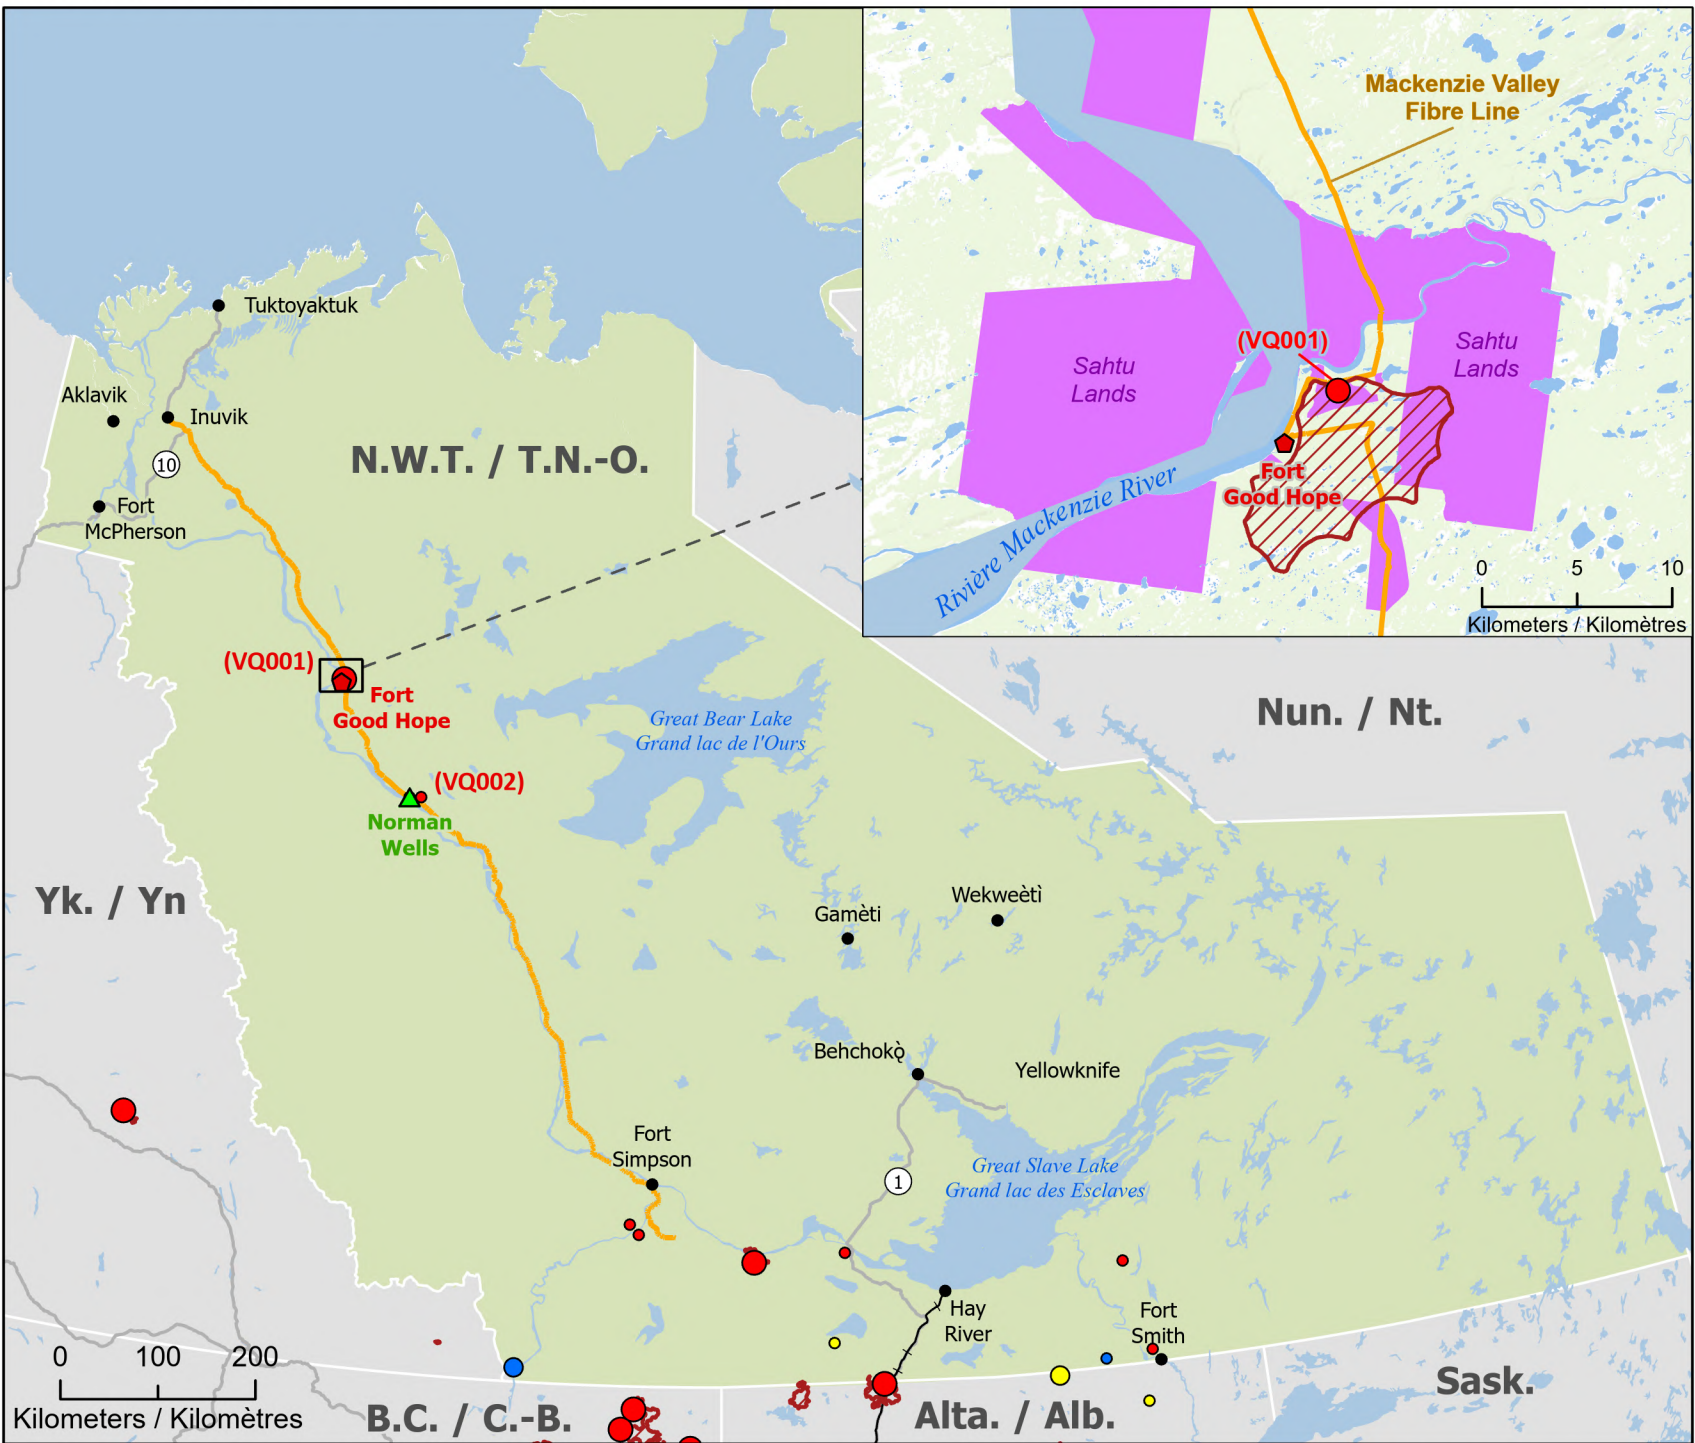 Mackenzie Valley
Fibre Line
(VQ001)
Sahtu
Lands
Sahtu
Lands
Fort
Good Hope
Rivière Mackenzie River
0 5 10
Kilometers / Kilomètres
Tuktoyaktuk
Aklavik
Inuvik
10
N.W.T. / T.N.-O.
Fort
McPherson
(VQ001)
Fort
Good Hope
Great Bear Lake
Grand lac de l'Ours
Nun. / Nt.
(VQ002)
Norman
Wells
Yk. / Yn
Wekweètì
Gamètì
Behchokǫ̀
Yellowknife
Fort
Simpson
Great Slave Lake
Grand lac des Esclaves
1
Hay
River
Fort
Smith
0 100 200
Kilometers / Kilomètres
B.C. / C.-B.
Alta. / Alb.
Sask.